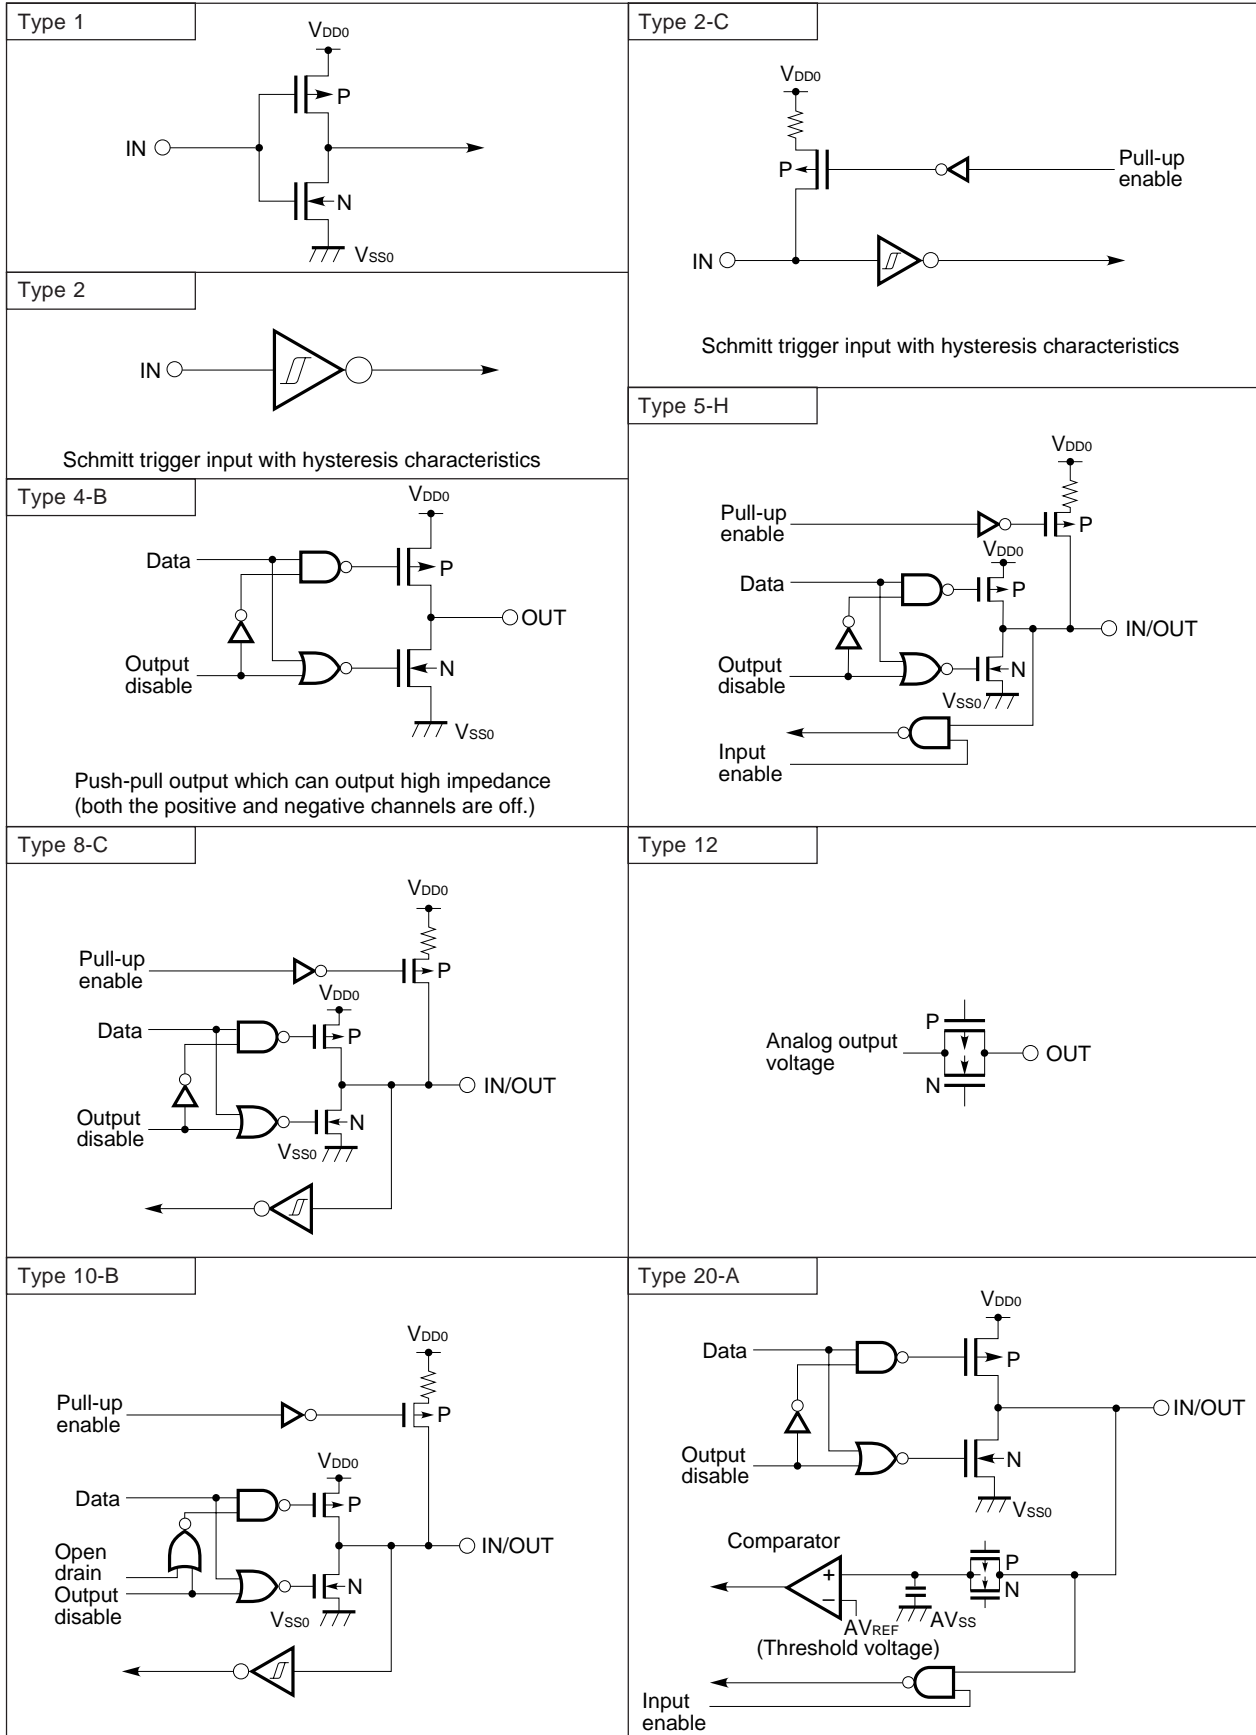 Type 1
VDD0
P
IN
N
VSS0
Type 2
IN
Schmitt trigger input with hysteresis characteristics
Type 4-B
VDD0
Data
P
OUT
Output
disable
N
VSS0
Push-pull output which can output high impedance
(both the positive and negative channels are off.)
Type 8-C
VDD0
Pull-up
enable
P
VDD0
Data
P
IN/OUT
Output
disable
N
VSS0
Type 10-B
VDD0
Pull-up
enable
P
VDD0
Data
P
Open
drain
IN/OUT
Output
disable
N
VSS0
Type 2-C
VDD0
P
Pull-up
enable
IN
Schmitt trigger input with hysteresis characteristics
Type 5-H
VDD0
Pull-up
enable
P
VDD0
Data
P
IN/OUT
Output
disable
N
VSS0
Input
enable
Type 12
P
Analog output
voltage
OUT
N
Type 20-A
VDD0
Data
P
IN/OUT
Output
disable
N
VSS0
Comparator
P
N
+
−
AVREF
AVSS
(Threshold voltage)
Input
enable